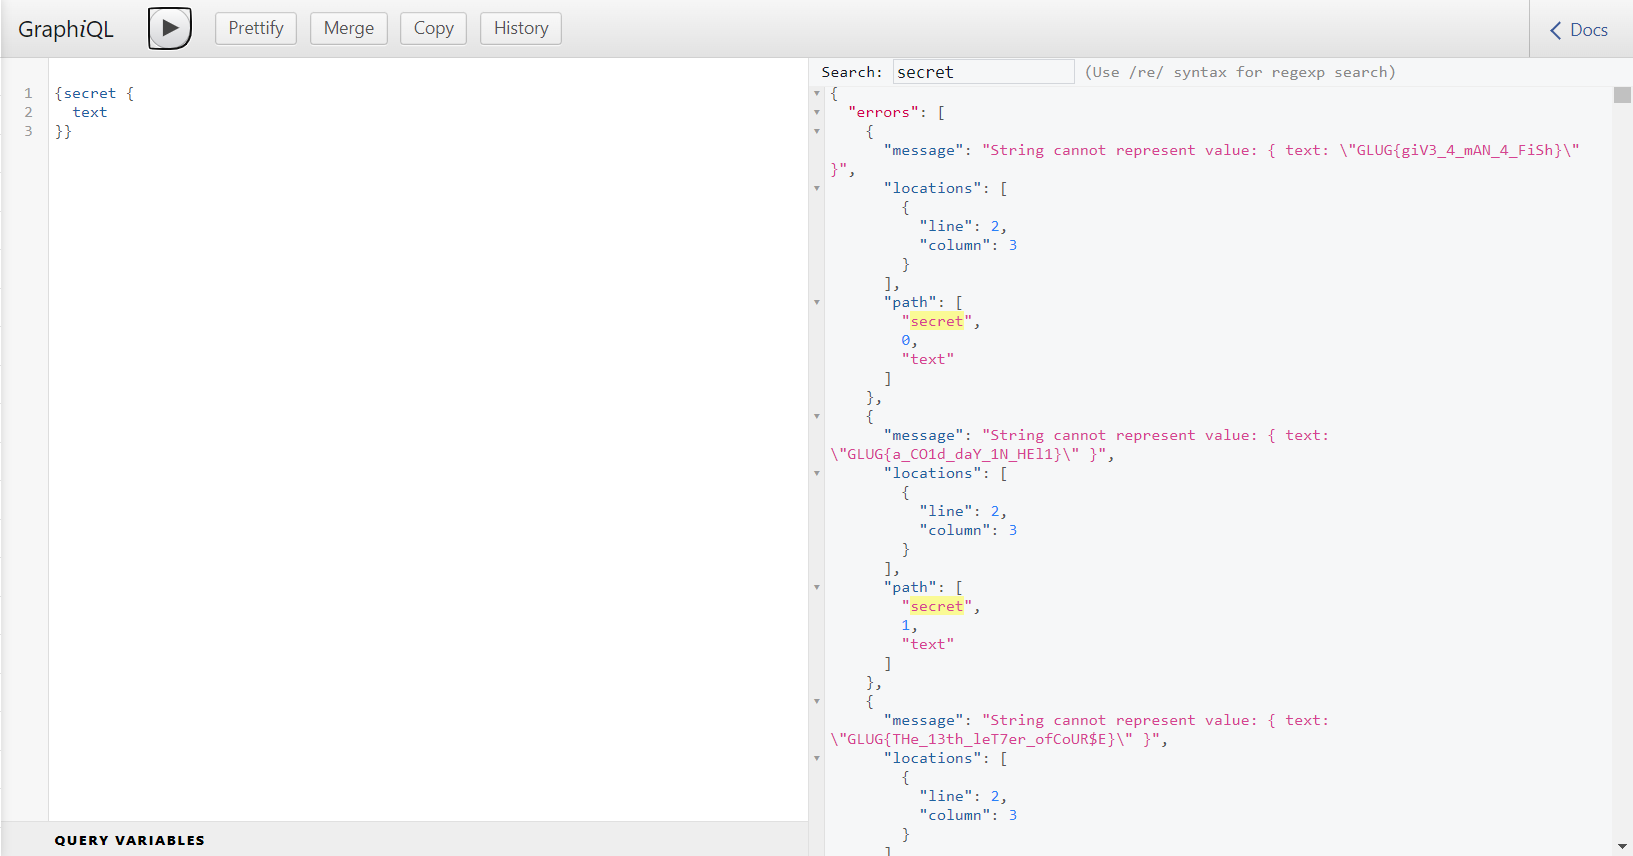 GraphiQL
Prettify Merge Copy History
Docs
1 {secret {
2 text
3 }}
QUERY VARIABLES
Search: secret (Use /re/ syntax for regexp search)
{
"errors": [
{
"message": "String cannot represent value: { text: \"GLUG{giV3_4_mAN_4_FiSh}\"
}",
"locations": [
{
"line": 2,
"column": 3
}
],
"path": [
"secret",
0,
"text"
]
},
{
"message": "String cannot represent value: { text:
\"GLUG{a_CO1d_daY_1N_HEl1}\" }",
"locations": [
{
"line": 2,
"column": 3
}
],
"path": [
"secret",
1,
"text"
]
},
{
"message": "String cannot represent value: { text:
\"GLUG{THe_13th_leT7er_ofCoUR$E}\" }",
"locations": [
{
"line": 2,
"column": 3
}
]